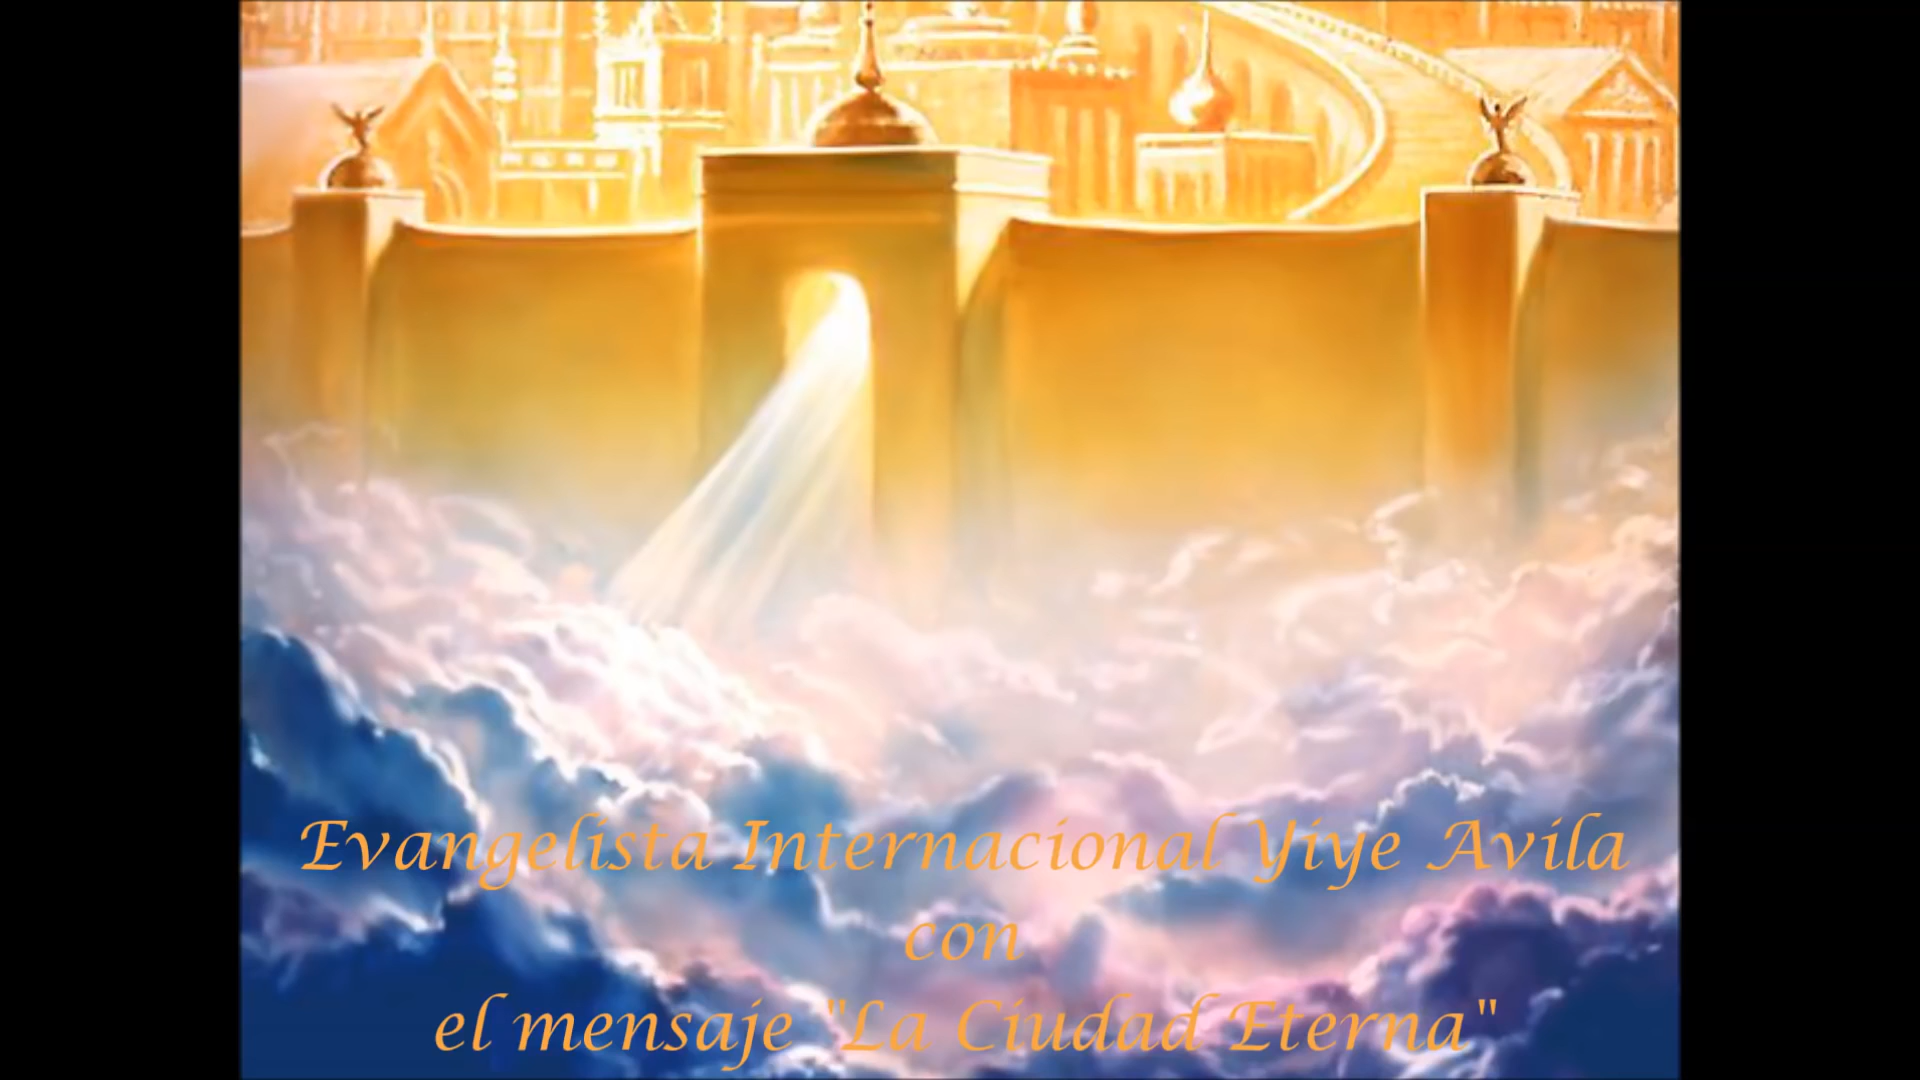 Evangelista Internacional Yiye Avila
con
el mensaje "La Ciudad Eterna"